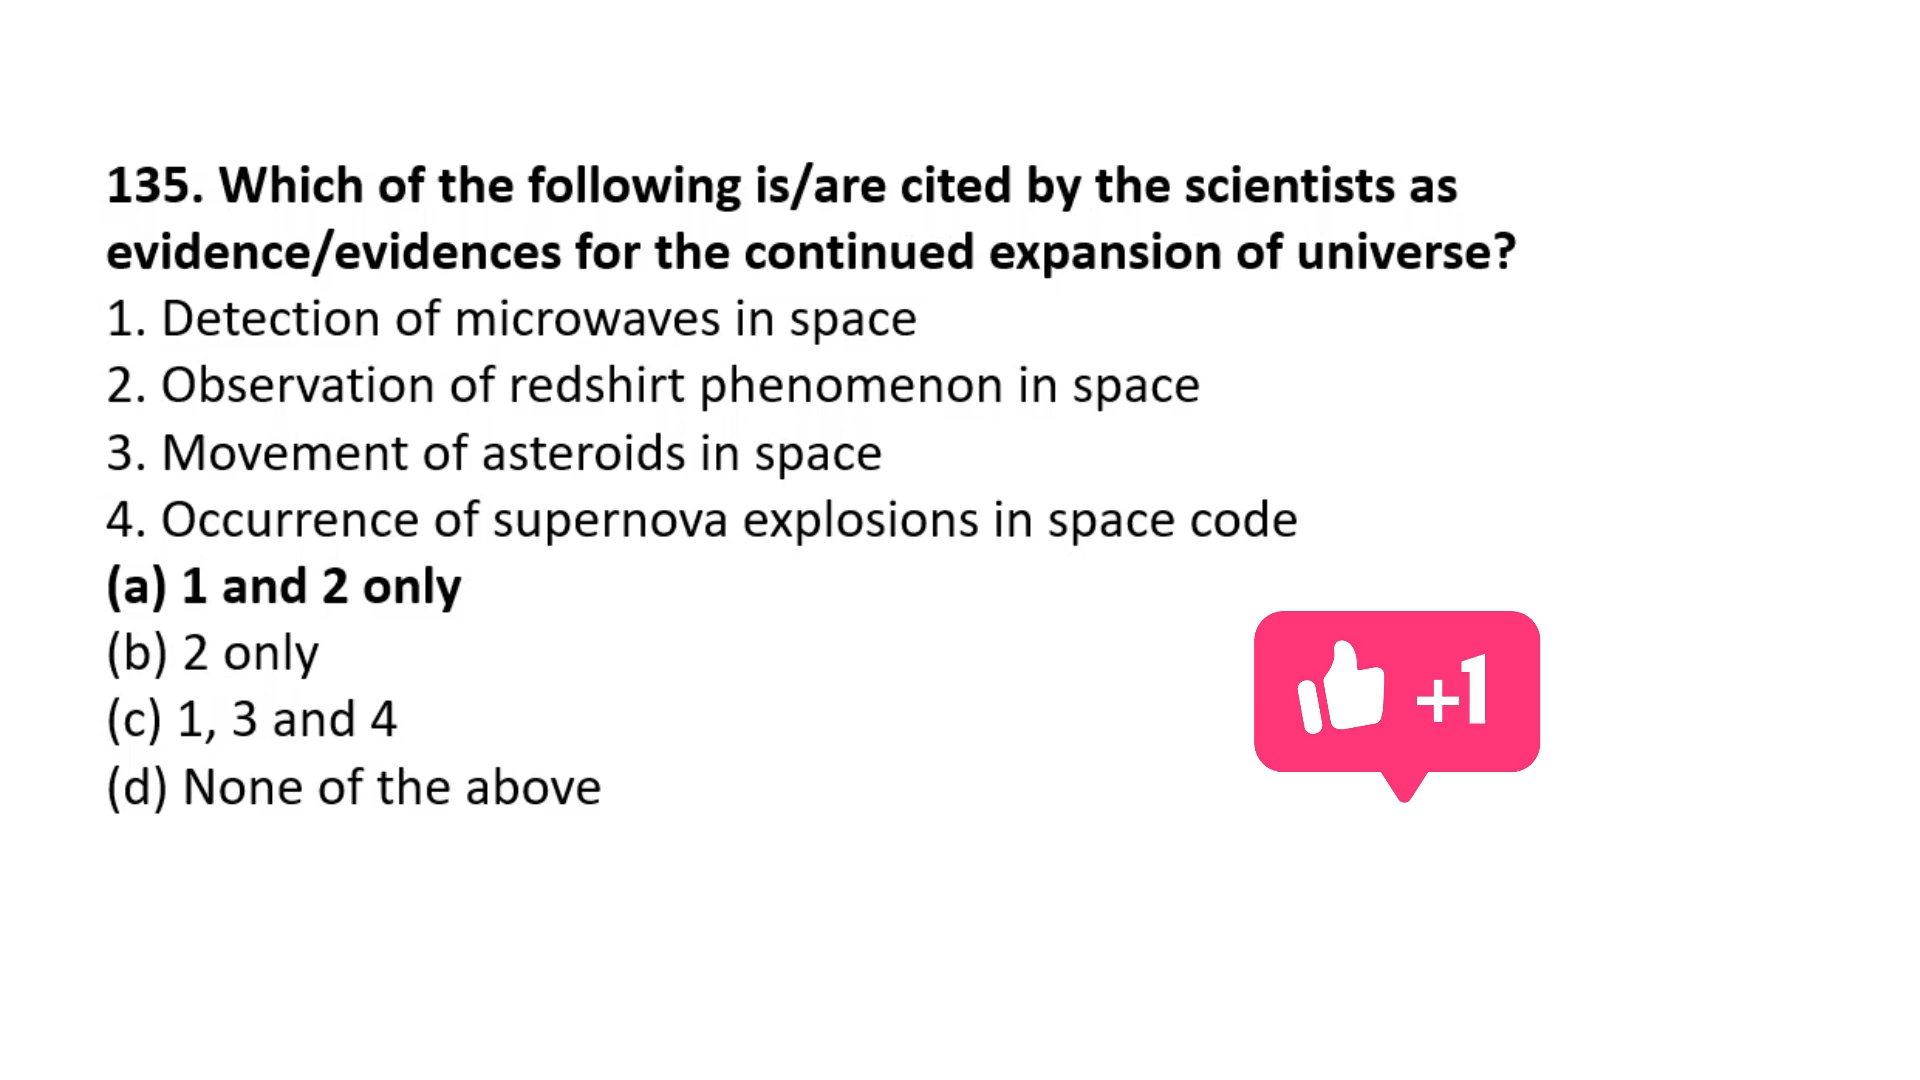 135. Which of the following is/are cited by the scientists as
evidence/evidences for the continued expansion of universe?
1. Detection of microwaves in space
2. Observation of redshirt phenomenon in space
3. Movement of asteroids in space
4. Occurrence of supernova explosions in space code
(a) 1 and 2 only
(b) 2 only
(c) 1, 3 and 4
(d) None of the above
+1